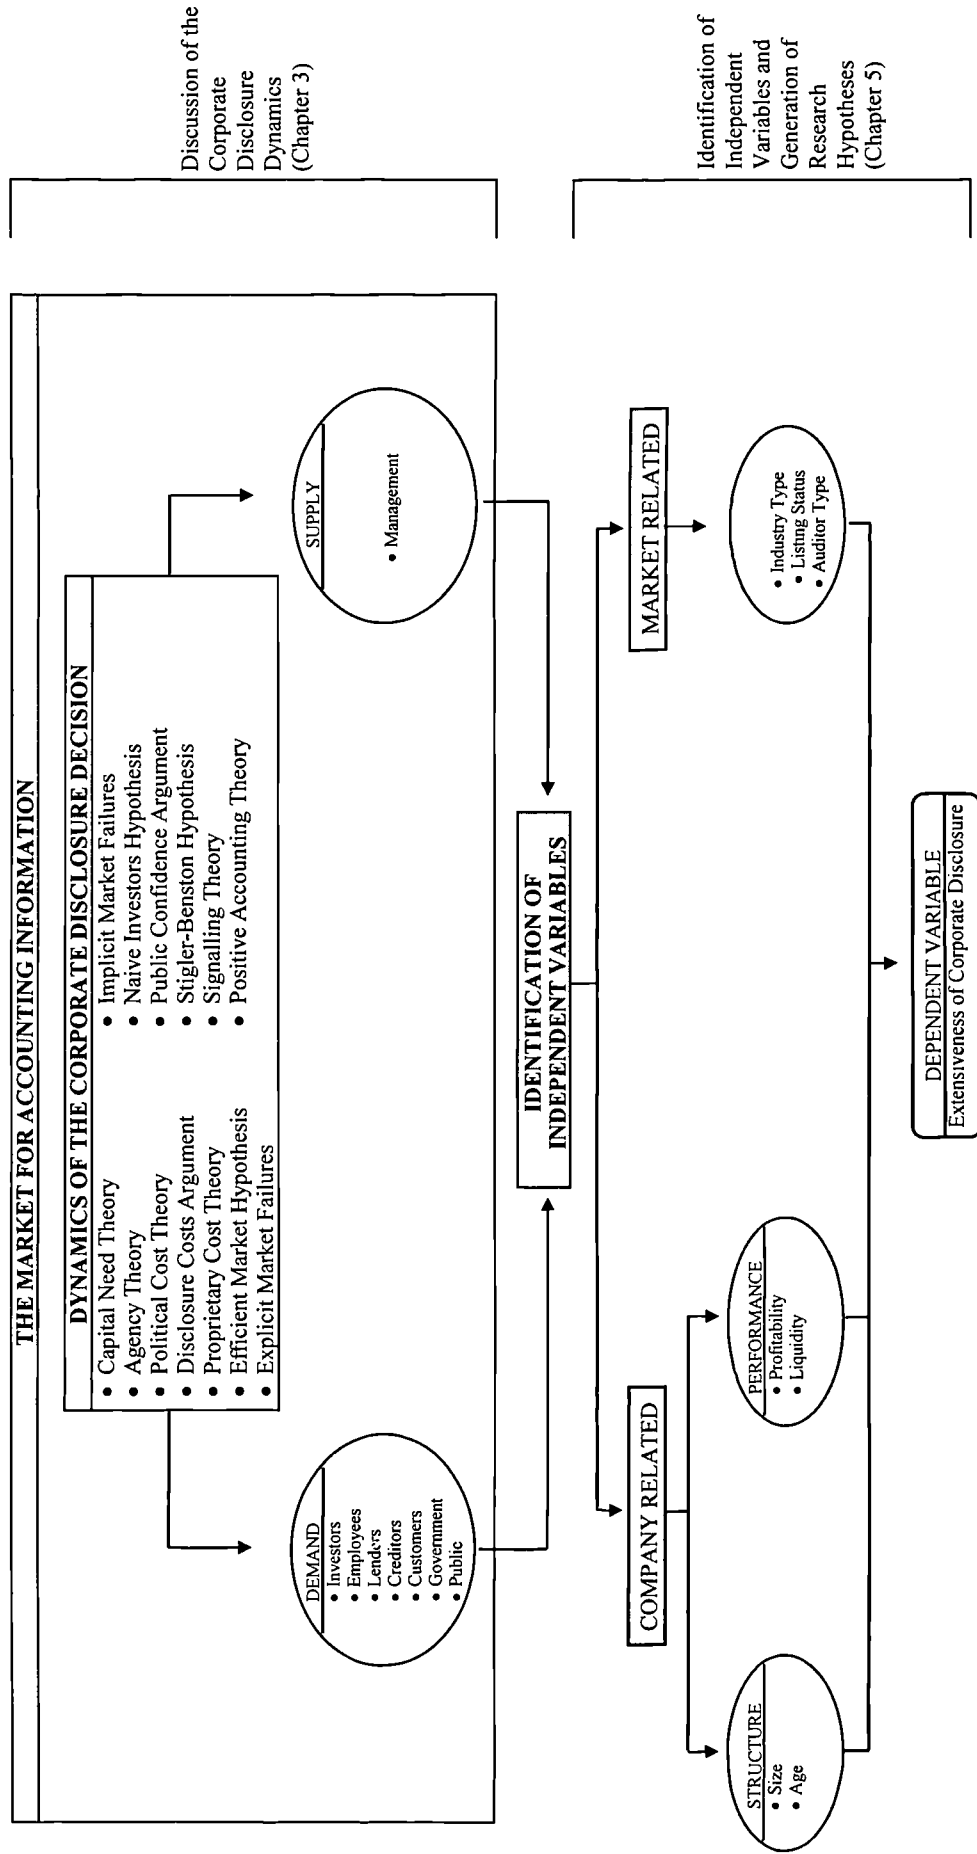 THE MARKET FOR ACCOUNTING INFORMATION
DYNAMICS OF THE CORPORATE DISCLOSURE DECISION
• Capital Need Theory
• Agency Theory
• Political Cost Theory
• Disclosure Costs Argument
• Proprietary Cost Theory
• Efficient Market Hypothesis
• Explicit Market Failures
• Implicit Market Failures
• Naive Investors Hypothesis
• Public Confidence Argument
• Stigler-Benston Hypothesis
• Signalling Theory
• Positive Accounting Theory
DEMAND
• Investors
• Employees
• Lenders
• Creditors
• Customers
• Government
• Public
SUPPLY
• Management
Discussion of the
Corporate
Disclosure
Dynamics
(Chapter 3)
IDENTIFICATION OF
INDEPENDENT VARIABLES
COMPANY RELATED
MARKET RELATED
STRUCTURE
• Size
• Age
PERFORMANCE
• Profitability
• Liquidity
• Industry Type
• Listing Status
• Auditor Type
Identification of
Independent
Variables and
Generation of
Research
Hypotheses
(Chapter 5)
DEPENDENT VARIABLE
Extensiveness of Corporate Disclosure